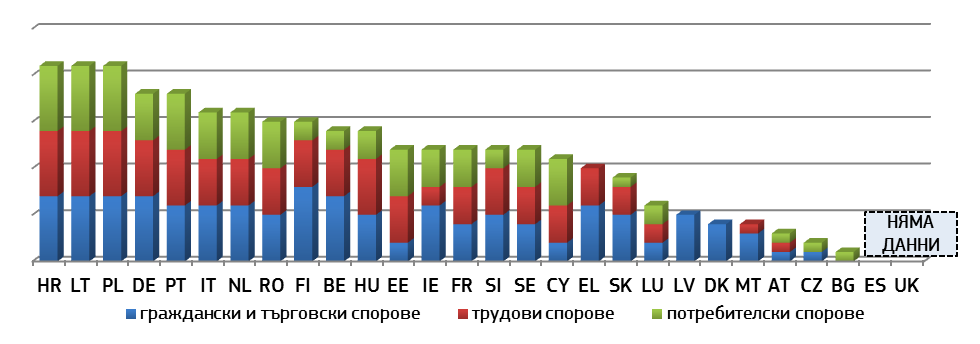 НЯМА
ДАННИ
HR LT PL DE PT IT NL RO FI BE HU EE IE FR SI SE CY EL SK LU LV DK MT AT CZ BG ES UK
граждански и търговски спорове трудови спорове потребителски спорове